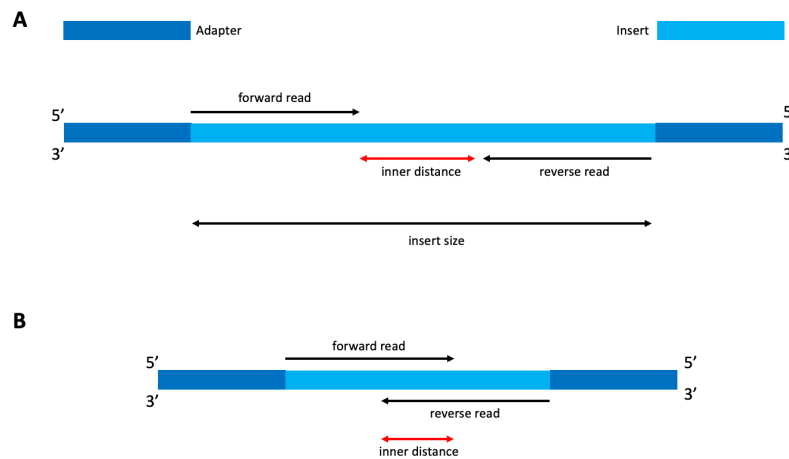 A
Adapter
Insert
forward read
5’
5
3’
3
inner distance
reverse read
insert size
B
forward read
5’
5’
3’
3’
reverse read
inner distance